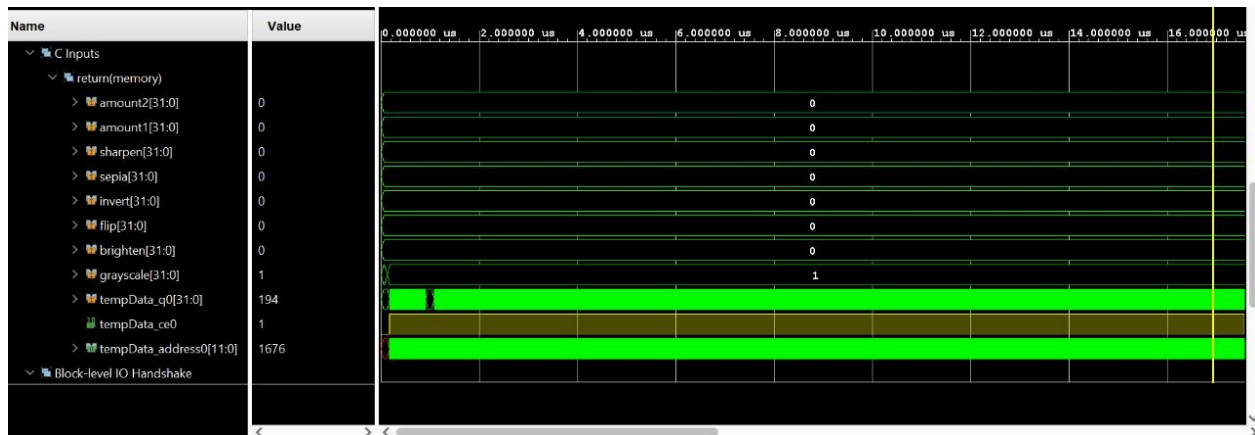 Name Value
0.000000 us 2.000000 us 4.000000 us 6.000000 us 8.000000 us 10.000000 us 12.000000 us 14.000000 us 16.000000 us
C Inputs
return(memory)
amount2[31:0] 0 0
amount1[31:0] 0 0
sharpen[31:0] 0 0
sepia[31:0] 0 0
invert[31:0] 0 0
flip[31:0] 0 0
brighten[31:0] 0 0
grayscale[31:0] 1 1
tempData_q0[31:0] 194
tempData_ce0 1
tempData_address0[11:0] 1676
Block-level IO Handshake